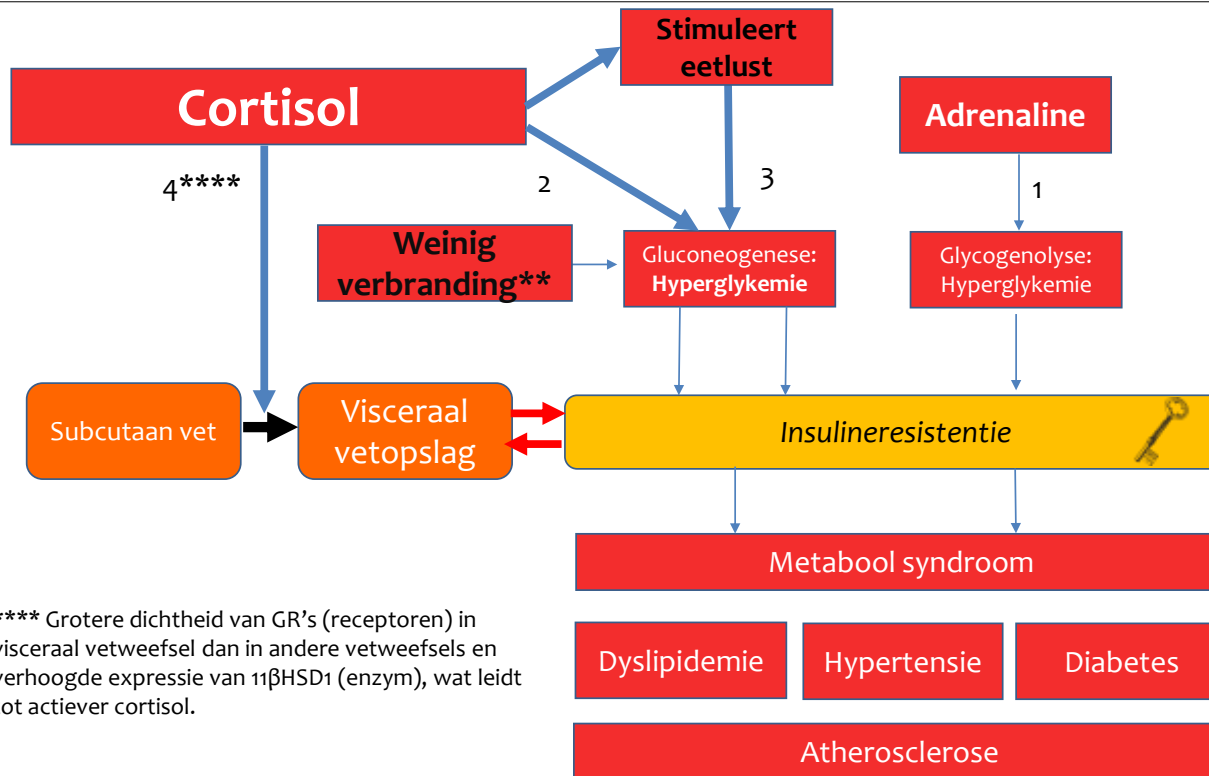 Stimuleert
eetlust
Cortisol
Adrenaline
4****
2
3
1
Weinig
verbranding**
Gluconeogenese:
Hyperglykemie
Glycogenolyse:
Hyperglykemie
Subcutaan vet
Visceraal
vetopslag
Insulineresistentie
Metabool syndroom
**** Grotere dichtheid van GR's (receptoren) in
visceraal vetweefsel dan in andere vetweefsels en
verhoogde expressie van 11βHSD1 (enzym), wat leidt
tot actiever cortisol.
Dyslipidemie
Hypertensie
Diabetes
Atherosclerose